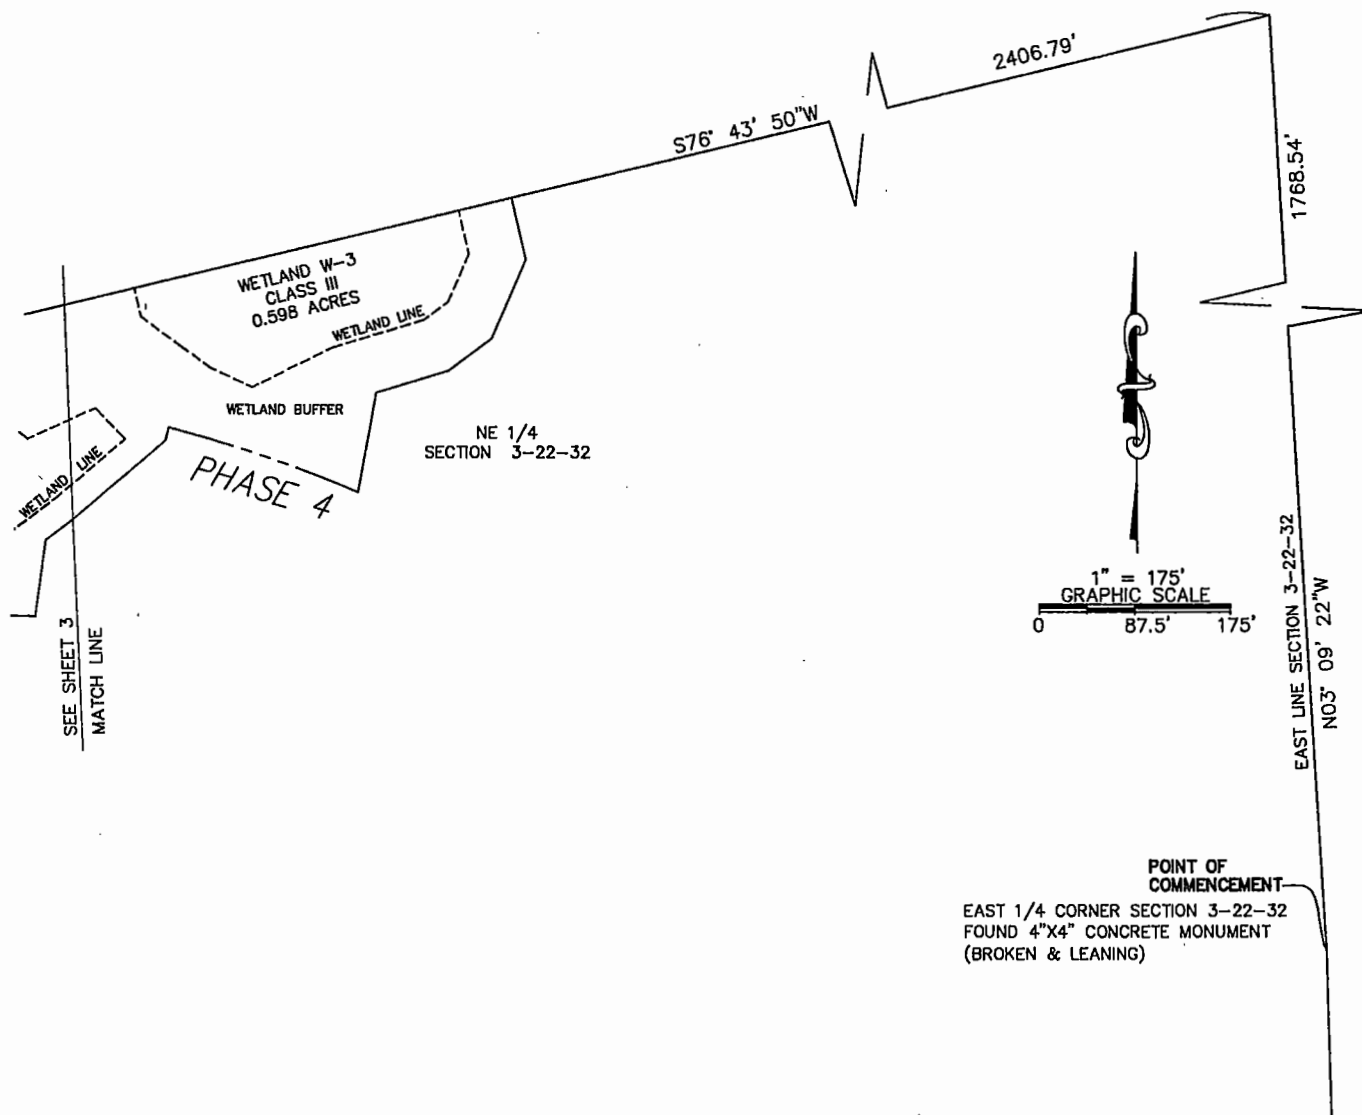 2406.79'
S76° 43' 50"W
1768.54'
WETLAND W-3
CLASS III
0.598 ACRES
WETLAND LINE
WETLAND BUFFER
NE 1/4
SECTION 3-22-32
WETLAND LINE
PHASE 4
1" = 175'
GRAPHIC SCALE
0 87.5' 175'
SEE SHEET 3
MATCH LINE
EAST LINE SECTION 3-22-32
N03° 09' 22"W
POINT OF
COMMENCEMENT
EAST 1/4 CORNER SECTION 3-22-32
FOUND 4"X4" CONCRETE MONUMENT
(BROKEN & LEANING)